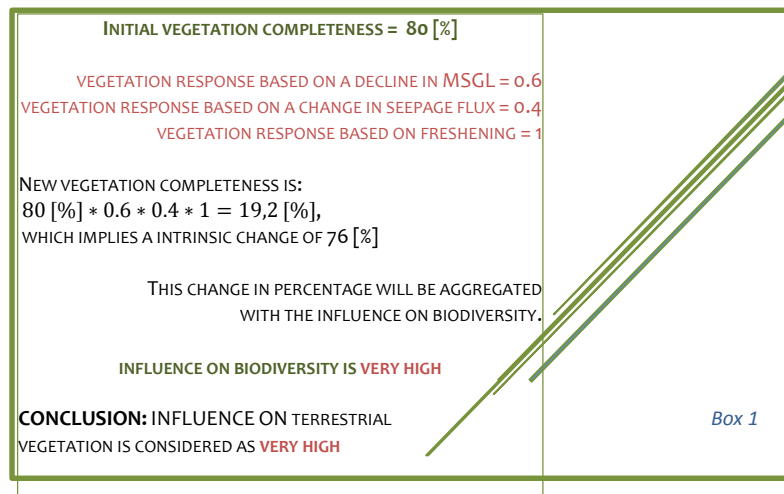 INITIAL VEGETATION COMPLETENESS = 80 [%]
VEGETATION RESPONSE BASED ON A DECLINE IN MSGL = 0.6
VEGETATION RESPONSE BASED ON A CHANGE IN SEEPAGE FLUX = 0.4
VEGETATION RESPONSE BASED ON FRESHENING = 1
NEW VEGETATION COMPLETENESS IS:
80 [%] * 0.6 * 0.4 * 1 = 19,2 [%],
WHICH IMPLIES A INTRINSIC CHANGE OF 76 [%]
THIS CHANGE IN PERCENTAGE WILL BE AGGREGATED
WITH THE INFLUENCE ON BIODIVERSITY.
INFLUENCE ON BIODIVERSITY IS VERY HIGH
CONCLUSION: INFLUENCE ON TERRESTRIAL
VEGETATION IS CONSIDERED AS VERY HIGH
Box 1